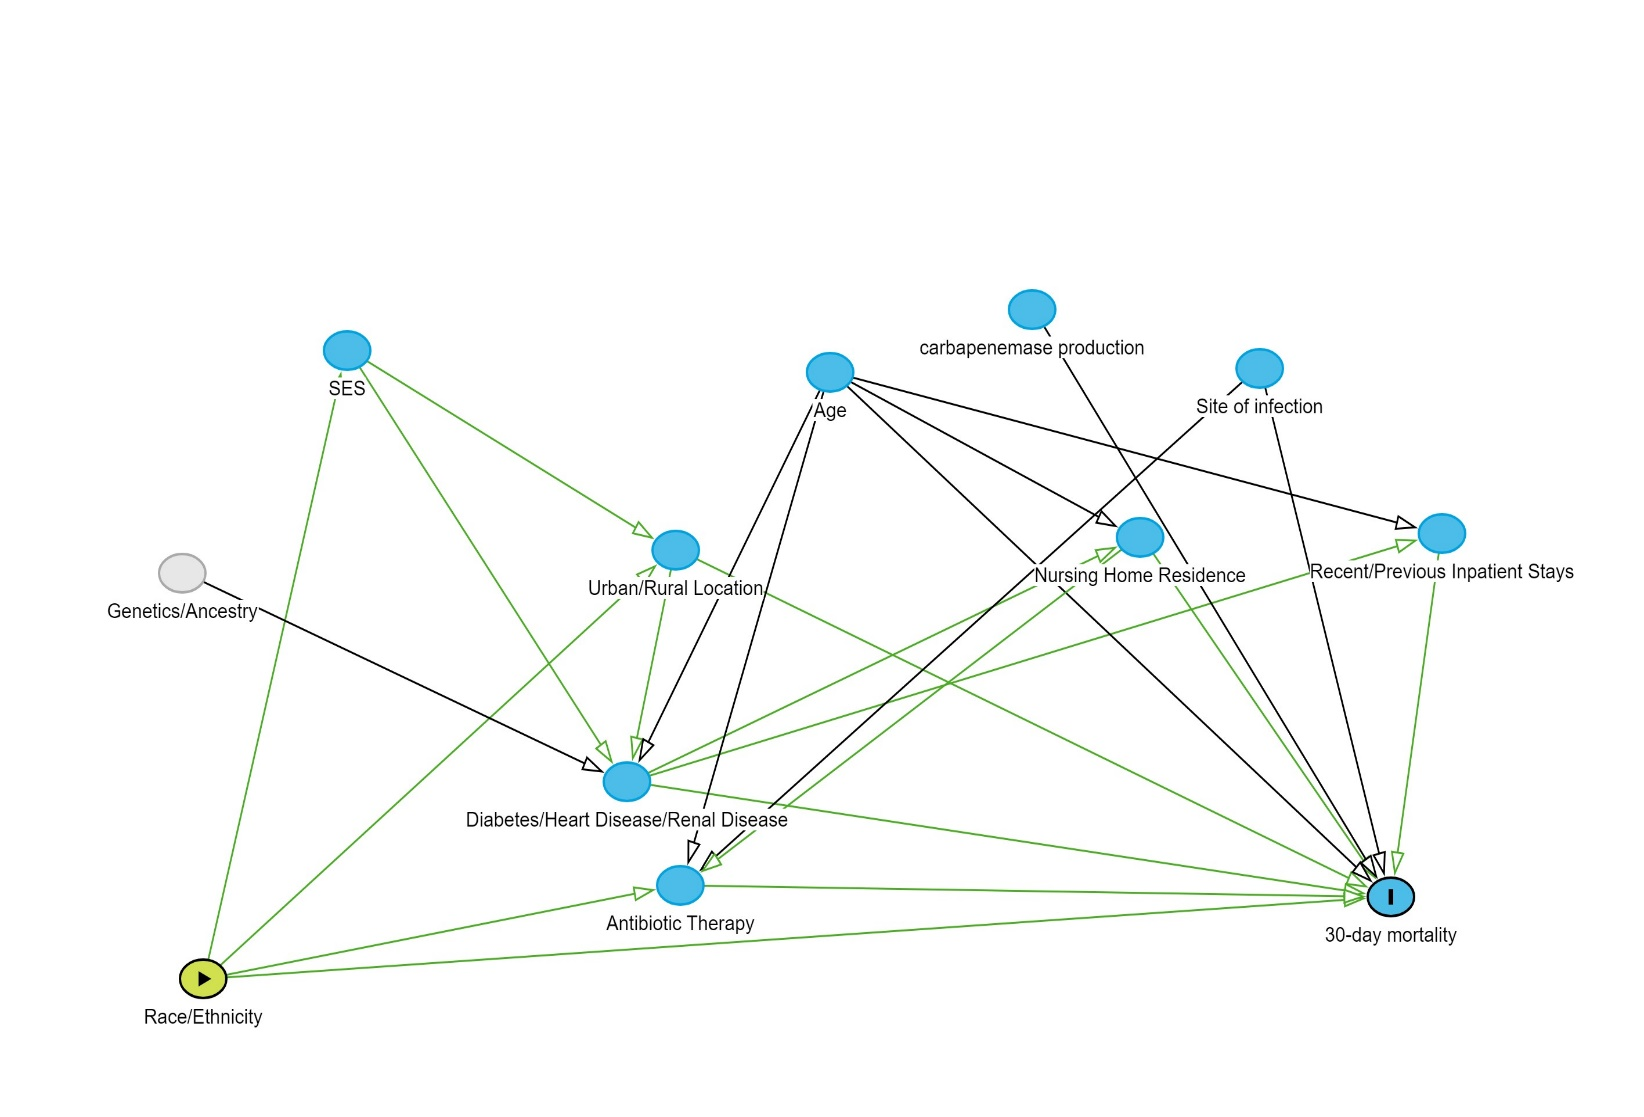 carbapenemase production
SES
Age
Site of infection
Nursing Home Residence
Recent/Previous Inpatient Stays
Urban/Rural Location
Genetics/Ancestry
Diabetes/Heart Disease/Renal Disease
Antibiotic Therapy
30-day mortality
Race/Ethnicity